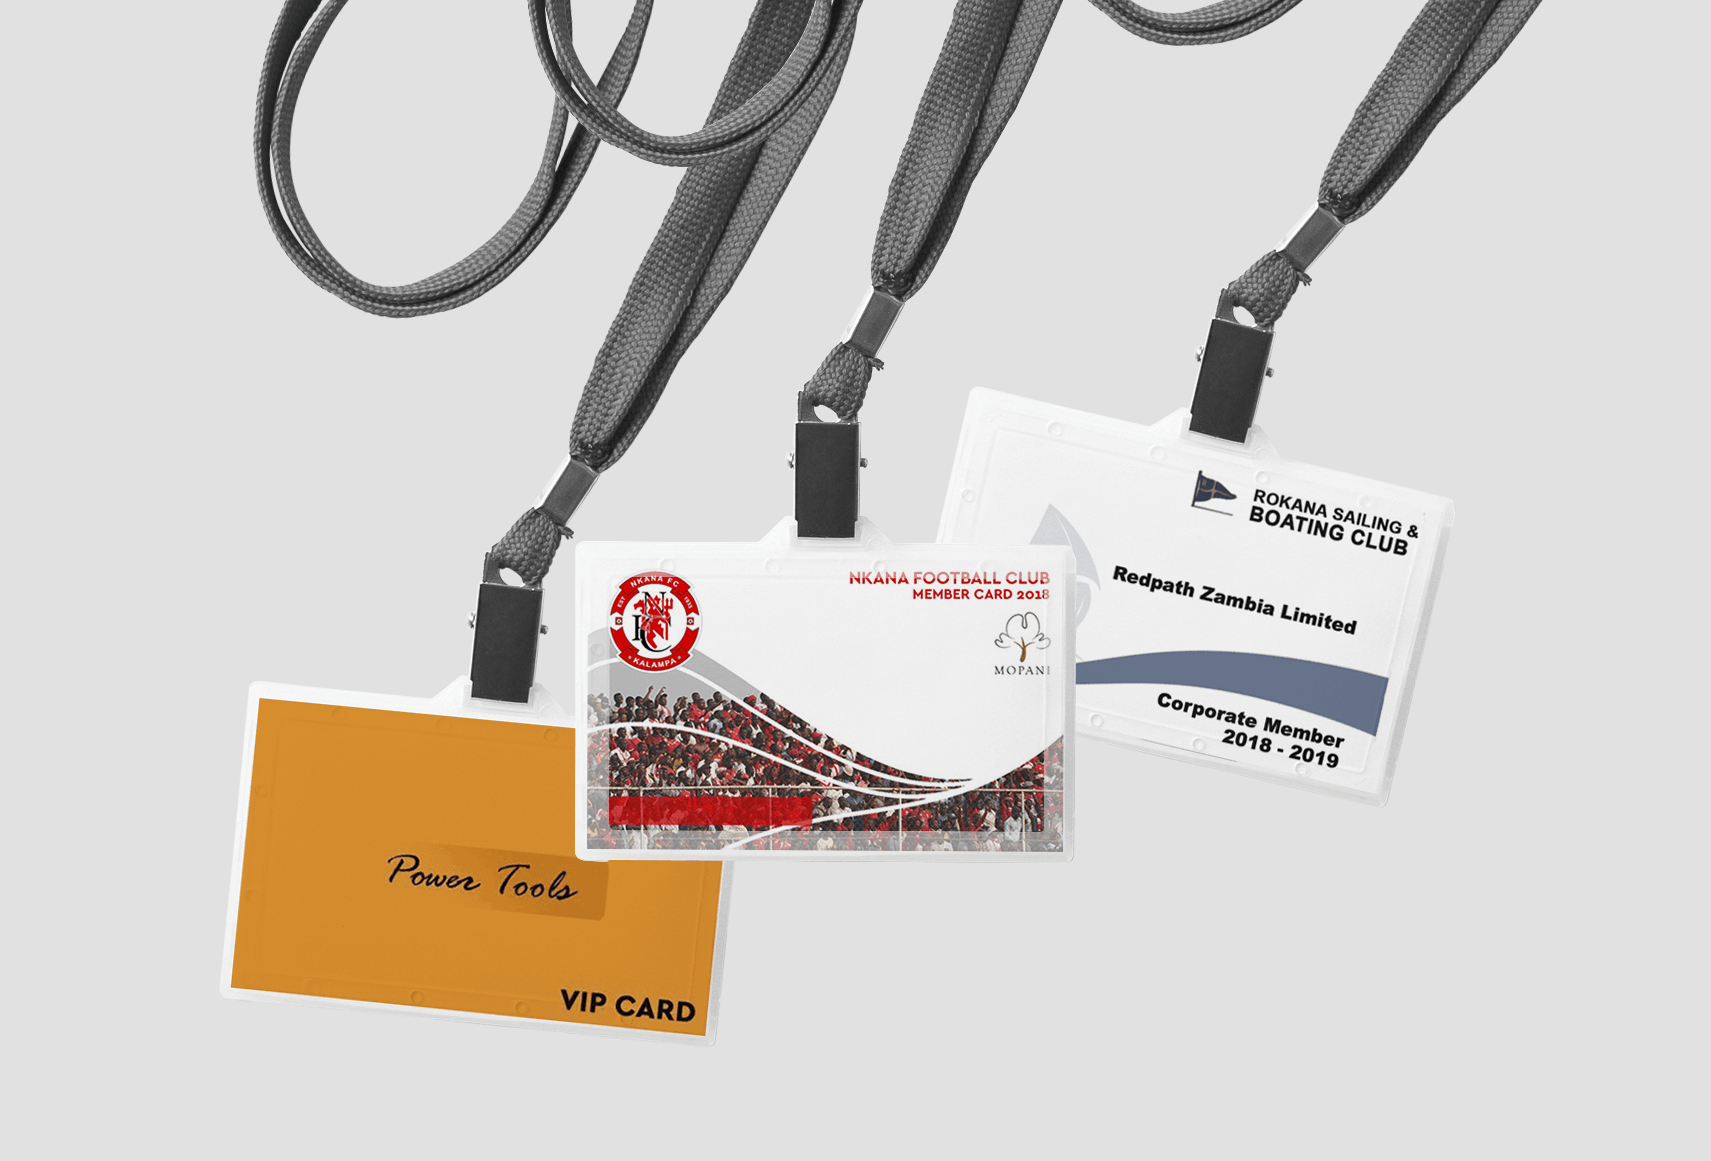 Power Tools
VIP CARD
NKANA FC
EST
KALAMPA
NKANA FOOTBALL CLUB
MEMBER CARD 2018
MOPANI
ROKANA SAILING &
BOATING CLUB
Redpath Zambia Limited
Corporate Member
2018 - 2019